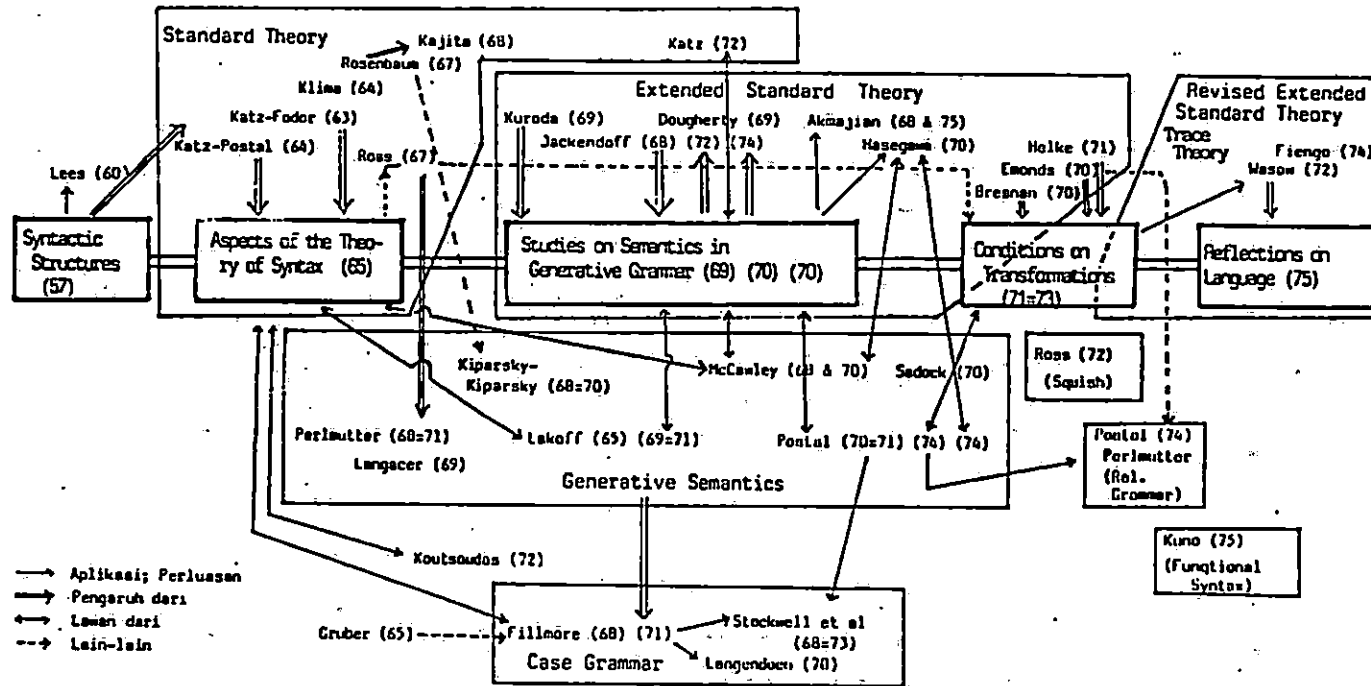 Standard Theory
Kajita (68)
Rosenbaum (67)
Katz (72)
Klima (64)
Katz-Fodor (63)
Katz-Postal (64)
Ross (67)
Lees (60)
Extended Standard Theory
Kuroda (69)
Dougherty (69)
Akmajian (68 & 75)
Jackendoff (68) (72) (74)
Hasegawa (70)
Revised Extended
Standard Theory
Trace
Theory
Helke (71)
Emonds (70)
Bresnan (70)
Fiengo (74)
Wasow (72)
Syntactic
Structures
(57)
Aspects of the Theo-
ry of Syntax (65)
Studies on Semantics in
Generative Grammar (69) (70) (70)
Conditions on
Transformations
(71=73)
Reflections on
Language (75)
Kiparsky-
Kiparsky (68=70)
McCawley (68 & 70)
Sadock (70)
Ross (72)
(Squish)
Perlmutter (68=71)
Langacer (69)
Lakoff (65) (69=71)
Postal (70=71) (74) (74)
Generative Semantics
Postal (74)
Perlmutter
(Rel.
Grammar)
Kuno (75)
(Funqtional
Syntax)
Koutsoudas (72)
Aplikasi; Perluasan
Pengaruh dari
Lawan dari
Lain-lain
Gruber (65)
Fillmore (68) (71)
Stockwell et al
(68=73)
Langendoen (70)
Case Grammar